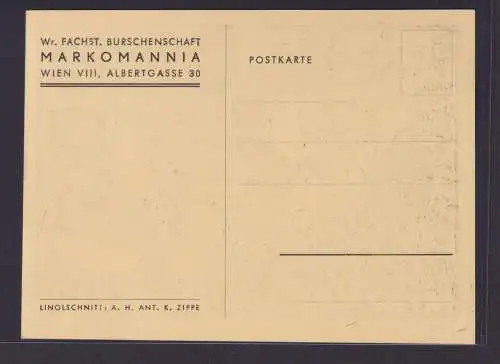 Wr. FACHST. BURSCHENSCHAFT
MARKOMANNIA
WIEN VIII, ALBERTGASSE 30
POSTKARTE
LINOLSCHNITT: A. H. ANT. K. ZIPPE